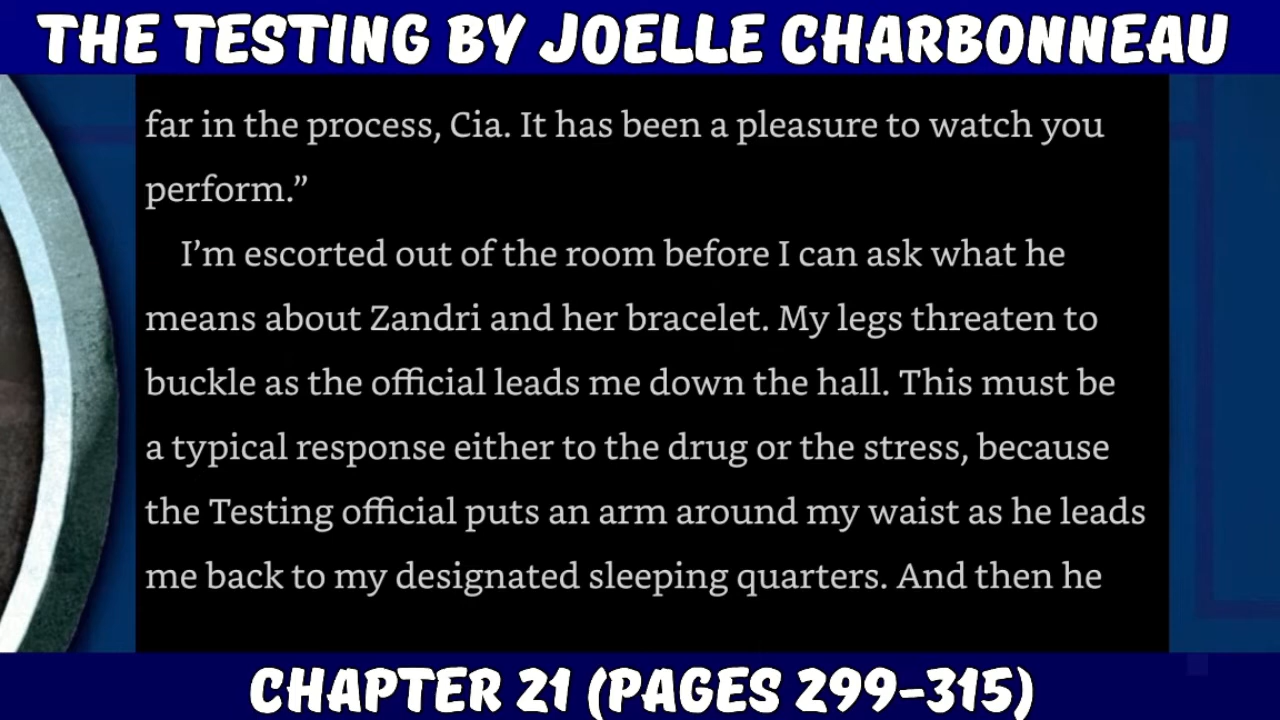 THE TESTING BY JOELLE CHARBONNEAU
far in the process, Cia. It has been a pleasure to watch you
perform.”
I’m escorted out of the room before I can ask what he
means about Zandri and her bracelet. My legs threaten to
buckle as the official leads me down the hall. This must be
a typical response either to the drug or the stress, because
the Testing official puts an arm around my waist as he leads
me back to my designated sleeping quarters. And then he
CHAPTER 21 (PAGES 299-315)